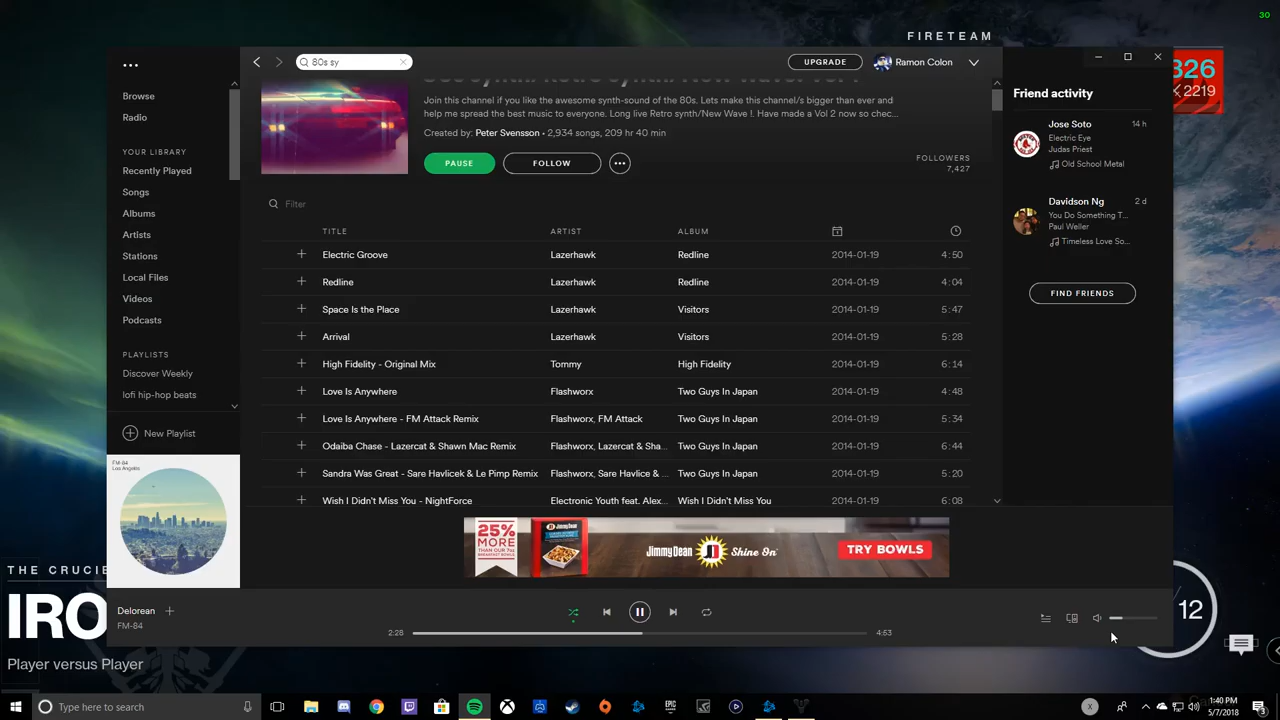 30
FIRETEAM
80s sy
UPGRADE
Ramon Colon
326
2219
Browse
Radio
YOUR LIBRARY
Recently Played
Songs
Albums
Artists
Stations
Local Files
Videos
Podcasts
PLAYLISTS
Discover Weekly
lofi hip-hop beats
New Playlist
Join this channel if you like the awesome synth-sound of the 80s. Lets make this channel/s bigger than ever and
help me spread the best music to everyone. Long live Retro synth/New Wave !. Have made a Vol 2 now so chec...
Created by: Peter Svensson • 2,934 songs, 209 hr 40 min
PAUSE
FOLLOW
FOLLOWERS
7,427
Filter
TITLE ARTIST ALBUM
Electric Groove Lazerhawk Redline 2014-01-19 4:50
Redline Lazerhawk Redline 2014-01-19 4:04
Space Is the Place Lazerhawk Visitors 2014-01-19 5:47
Arrival Lazerhawk Visitors 2014-01-19 5:28
High Fidelity - Original Mix Tommy High Fidelity 2014-01-19 6:14
Love Is Anywhere Flashworx Two Guys In Japan 2014-01-19 4:48
Love Is Anywhere - FM Attack Remix Flashworx, FM Attack Two Guys In Japan 2014-01-19 5:34
Odaiba Chase - Lazercat & Shawn Mac Remix Flashworx, Lazercat & Sha... Two Guys In Japan 2014-01-19 6:44
Sandra Was Great - Sare Havlicek & Le Pimp Remix Flashworx, Sare Havlice & ... Two Guys In Japan 2014-01-19 5:20
Wish I Didn't Miss You - NightForce Electronic Youth feat. Alex... Wish I Didn't Miss You 2014-01-19 6:08
Friend activity
Jose Soto 14 h
Electric Eye
Judas Priest
Old School Metal
Davidson Ng 2 d
You Do Something T...
Paul Weller
Timeless Love So...
FIND FRIENDS
FM-84
Los Angeles
25%
MORE
THAN OUR 7oz
BREAKFAST BOWLS
Jimmy Dean
Shine On
TRY BOWLS
Delorean
FM-84
2:28
4:53
THE CRUCIB
IRO
Player versus Player
/12
Type here to search
EPIC
GAMES
X
1:40 PM
5/7/2018
3